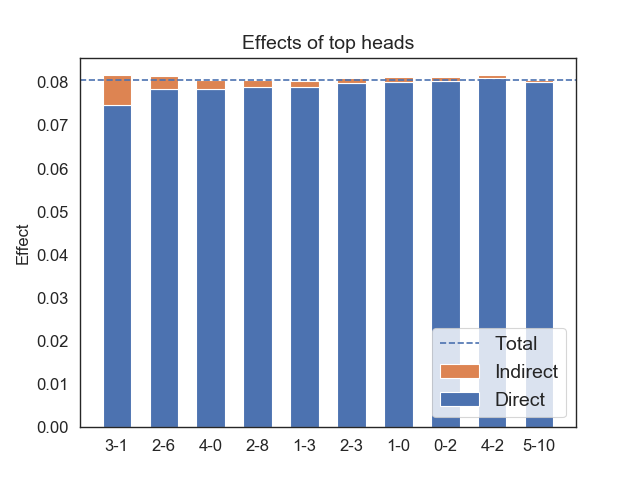 Effects of top heads
Effect
0.08
0.07
0.06
0.05
0.04
0.03
0.02
0.01
0.00
Total
Indirect
Direct
3-1 2-6 4-0 2-8 1-3 2-3 1-0 0-2 4-2 5-10